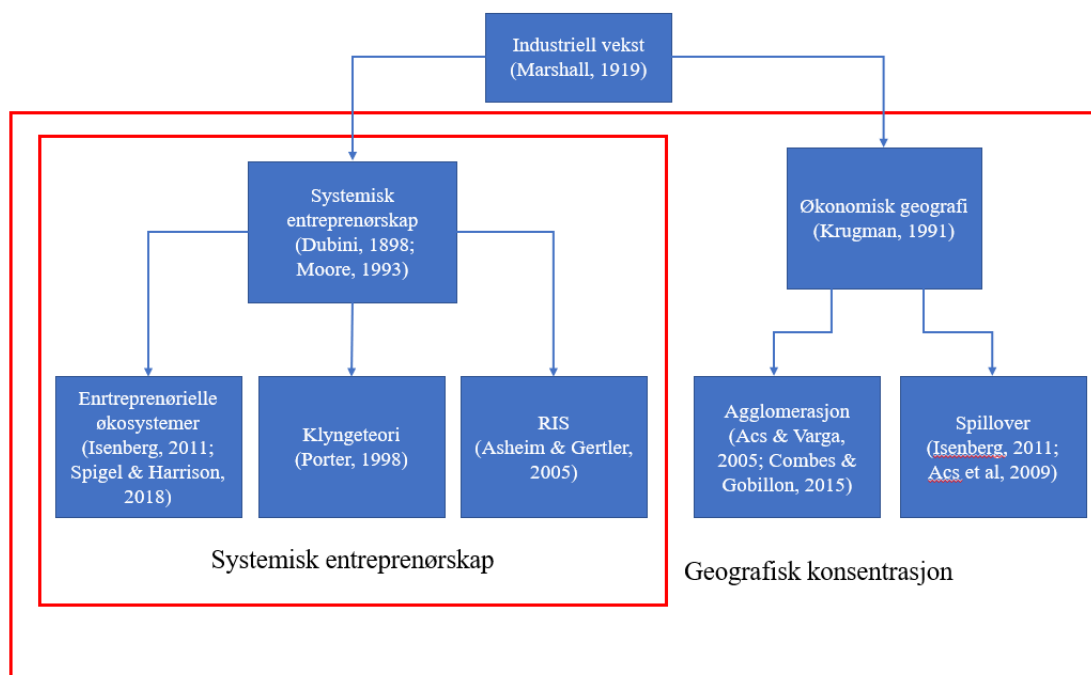 Industriell vekst
(Marshall, 1919)
Systemisk
entreprenørskap
(Dubini, 1898;
Moore, 1993)
Økonomisk geografi
(Krugman, 1991)
Enrtreprenørielle
økosystemer
(Isenberg, 2011;
Spigel & Harrison,
2018)
Klyngeteori
(Porter, 1998)
RIS
(Asheim & Gertler,
2005)
Agglomerasjon
(Acs & Varga,
2005; Combes &
Gobillon, 2015)
Spillover
(Isenberg, 2011;
Acs et al, 2009)
Systemisk entreprenørskap
Geografisk konsentrasjon